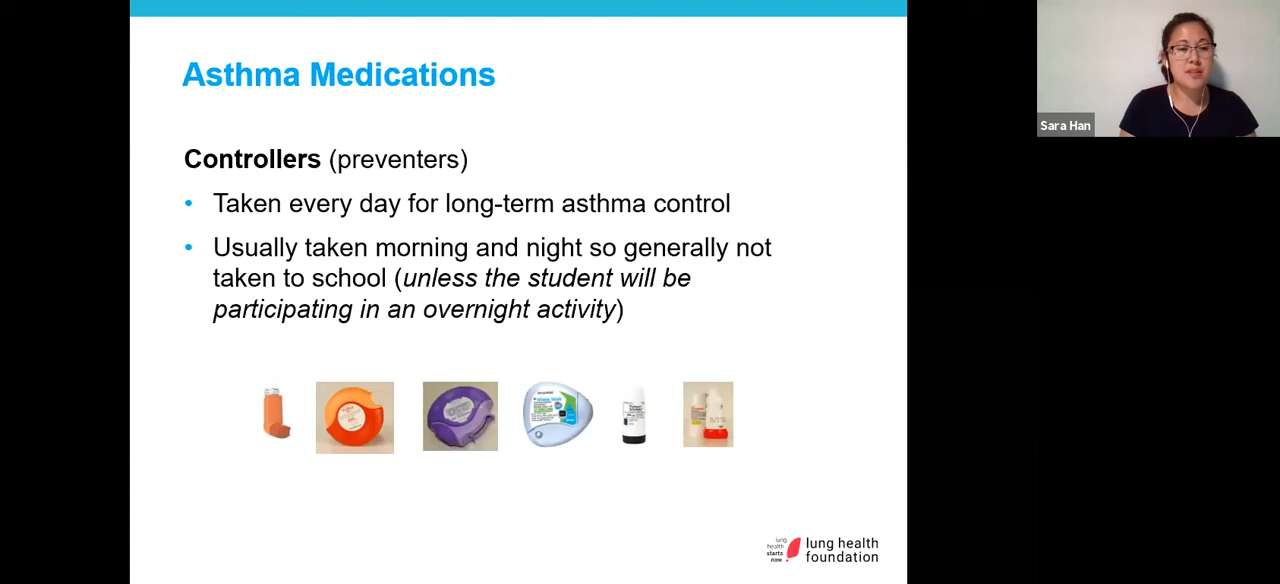 Asthma Medications
Controllers (preventers)
• Taken every day for long-term asthma control
• Usually taken morning and night so generally not
taken to school (unless the student will be
participating in an overnight activity)
lung
health
starts
now
lung health
foundation
Sara Han